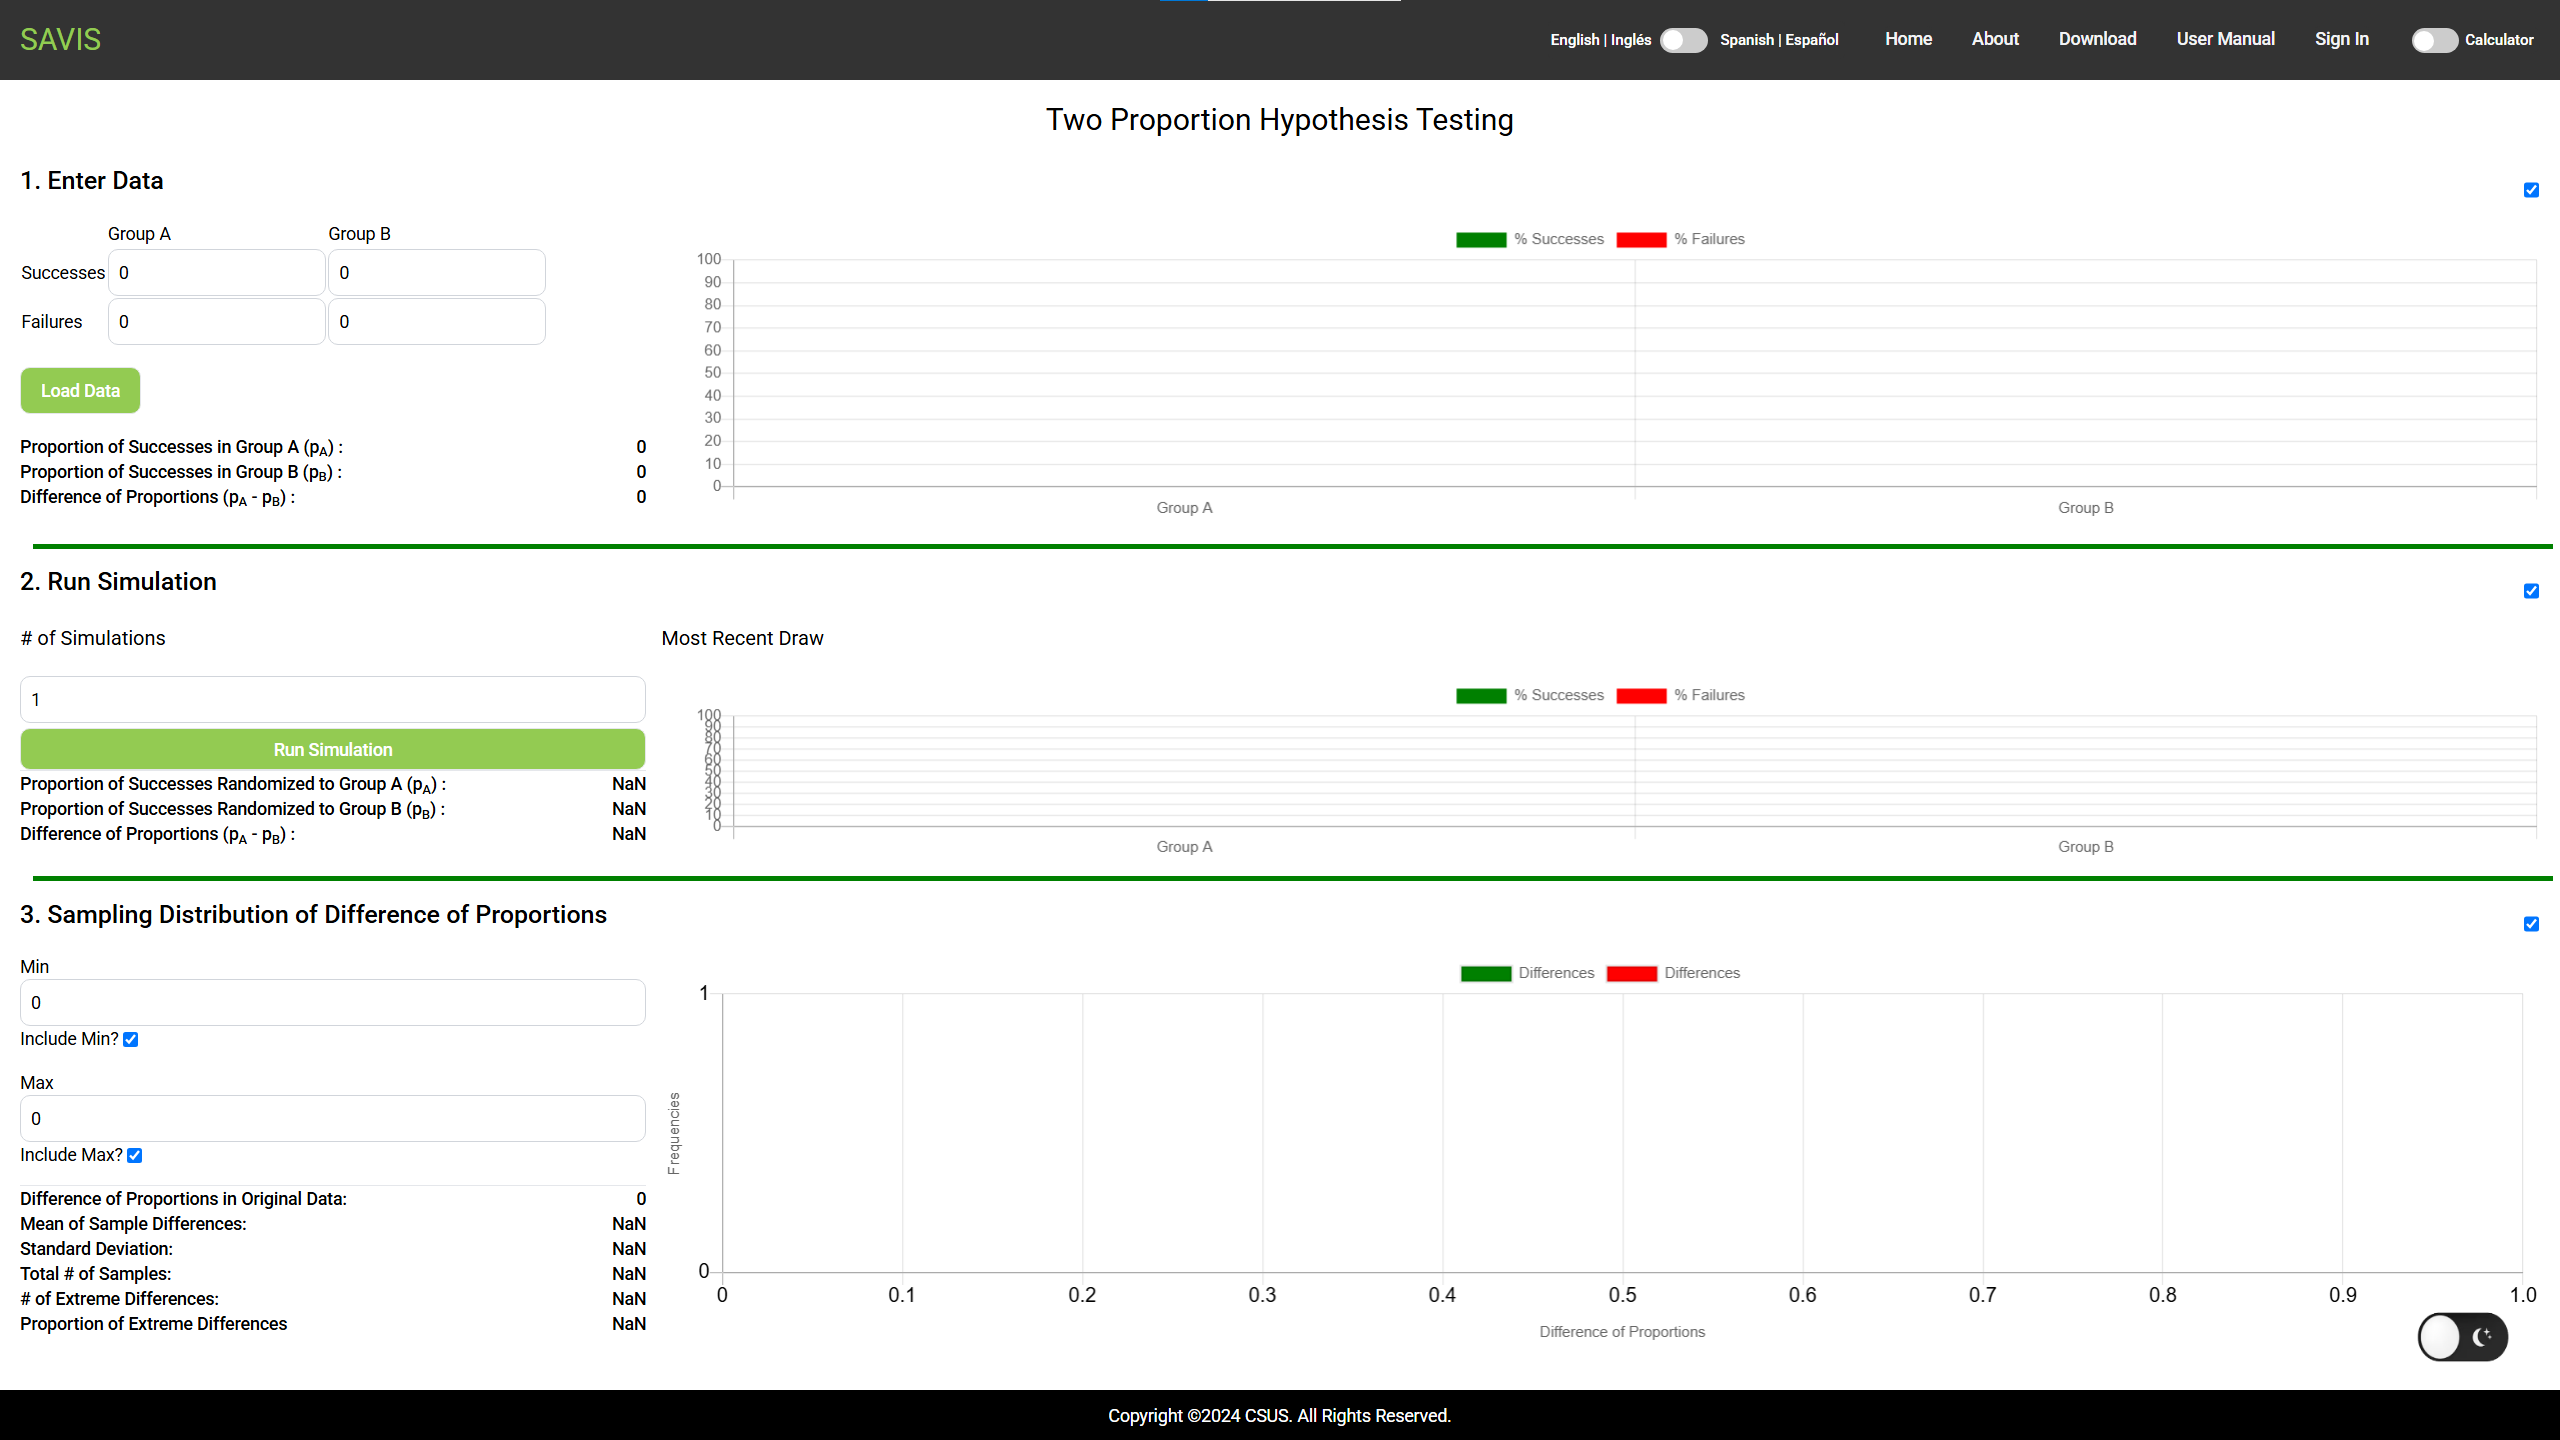 SAVIS
English | Inglés Spanish | Español Home About Download User Manual Sign In Calculator
Two Proportion Hypothesis Testing
1. Enter Data
Group A Group B
Successes 0 0
Failures 0 0
Load Data
Proportion of Successes in Group A (pA) : 0
Proportion of Successes in Group B (pB) : 0
Difference of Proportions (pA - pB) : 0
% Successes % Failures
100
90
80
70
60
50
40
30
20
10
0
Group A Group B
2. Run Simulation
# of Simulations
1
Run Simulation
Proportion of Successes Randomized to Group A (pA) : NaN
Proportion of Successes Randomized to Group B (pB) : NaN
Difference of Proportions (pA - pB) : NaN
Most Recent Draw
% Successes % Failures
100
90
80
70
60
50
40
30
20
10
0
Group A Group B
3. Sampling Distribution of Difference of Proportions
Min
0
Include Min?
Max
0
Include Max?
Difference of Proportions in Original Data: 0
Mean of Sample Differences: NaN
Standard Deviation: NaN
Total # of Samples: NaN
# of Extreme Differences: NaN
Proportion of Extreme Differences NaN
Differences Differences
1
0
Frequencies
0 0.1 0.2 0.3 0.4 0.5 0.6 0.7 0.8 0.9 1.0
Difference of Proportions
Copyright ©2024 CSUS. All Rights Reserved.